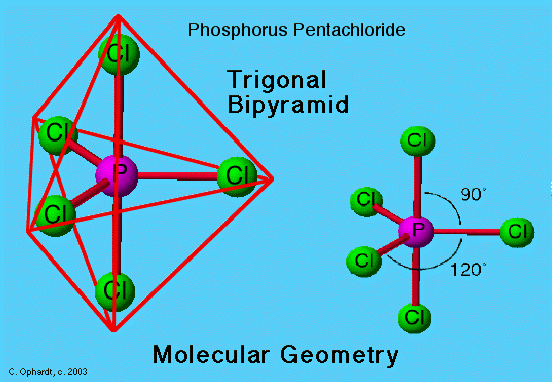 Phosphorus Pentachloride
Trigonal
Bipyramid
Cl
Cl
P
Cl
Cl
Cl
Cl
Cl
P
Cl
Cl
Cl
90°
120°
Molecular Geometry
C. Ophardt, c. 2003